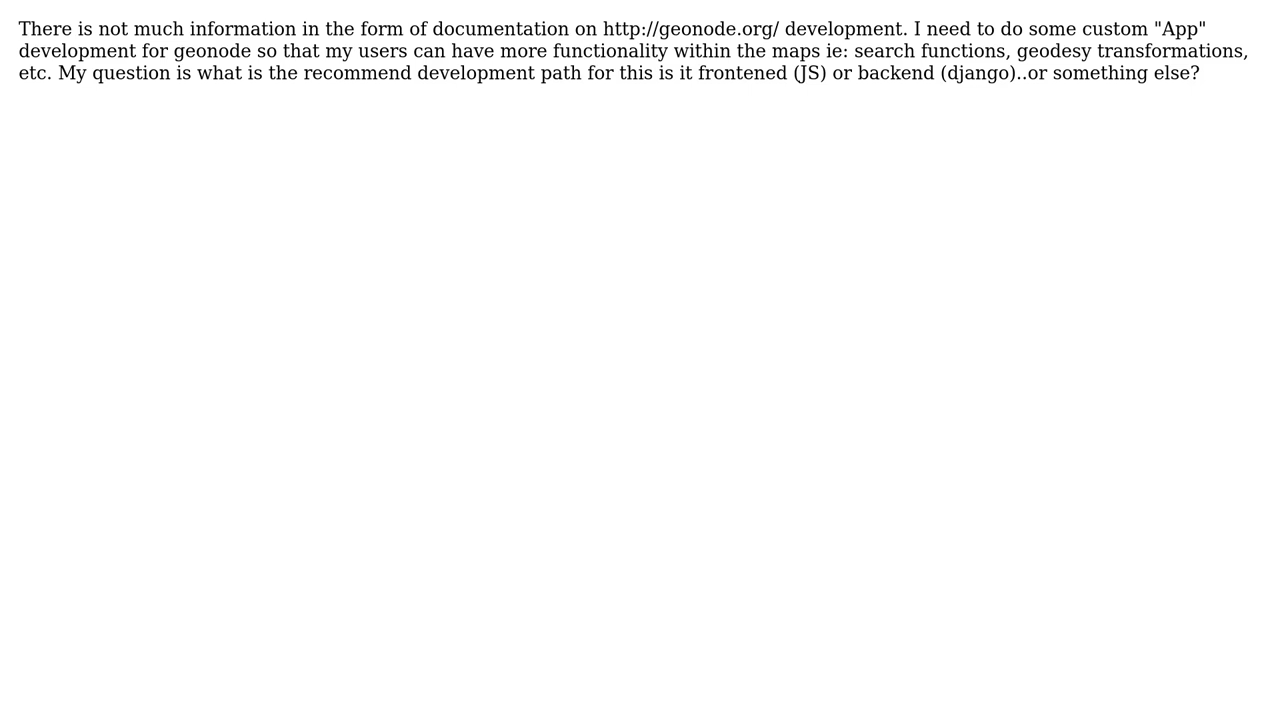 There is not much information in the form of documentation on http://geonode.org/ development. I need to do some custom "App"
development for geonode so that my users can have more functionality within the maps ie: search functions, geodesy transformations,
etc. My question is what is the recommend development path for this is it frontened (JS) or backend (django)..or something else?